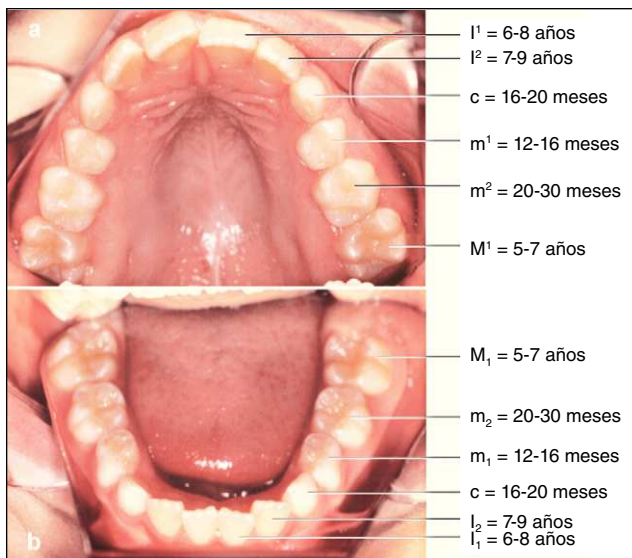 a
I¹ = 6-8 años
I² = 7-9 años
c = 16-20 meses
m¹ = 12-16 meses
m² = 20-30 meses
M¹ = 5-7 años
M₁ = 5-7 años
m₂ = 20-30 meses
m₁ = 12-16 meses
c = 16-20 meses
I₂ = 7-9 años
I₁ = 6-8 años
b